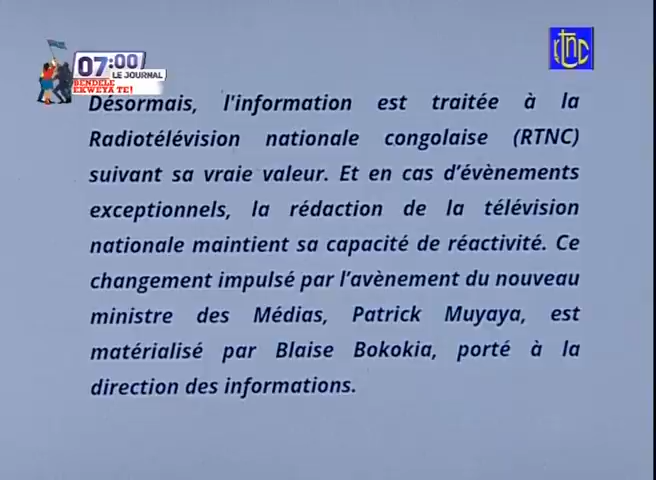 07:00
LE JOURNAL
BENDELE
EKWEYA TE!
rtnc
Désormais, l'information est traitée à la
Radiotélévision nationale congolaise (RTNC)
suivant sa vraie valeur. Et en cas d'évènements
exceptionnels, la rédaction de la télévision
nationale maintient sa capacité de réactivité. Ce
changement impulsé par l'avènement du nouveau
ministre des Médias, Patrick Muyaya, est
matérialisé par Blaise Bokokia, porté à la
direction des informations.